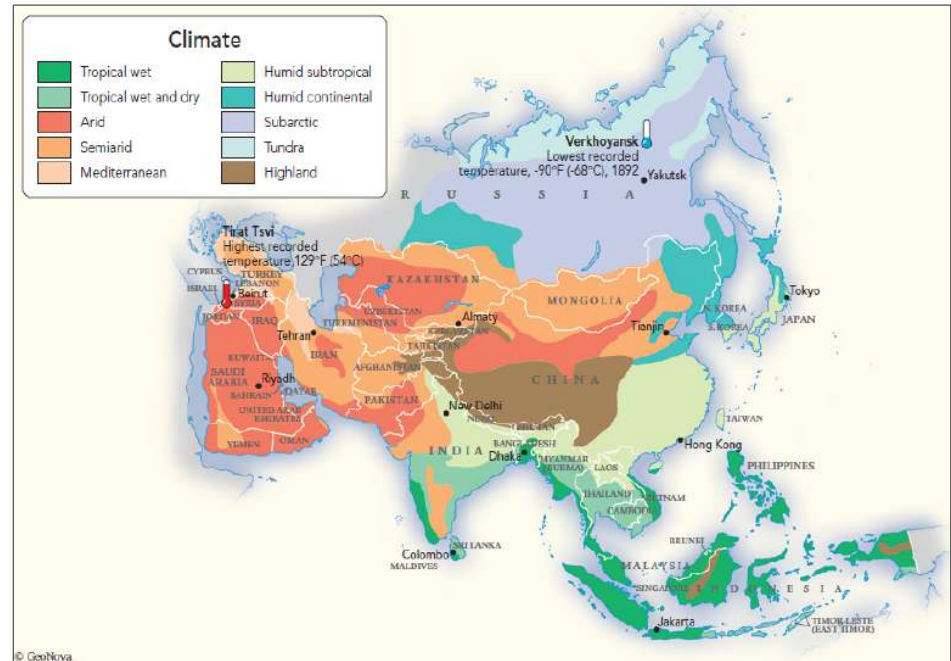 Climate
Tropical wet
Tropical wet and dry
Arid
Semiarid
Mediterranean
Humid subtropical
Humid continental
Subarctic
Tundra
Highland
Verkhoyansk
Lowest recorded
temperature, -90°F (-68°C), 1892
Yakutsk
RUSSIA
Tirat Tsvi
Highest recorded
temperature, 129°F (54°C)
CYPRUS
TURKEY
LEBANON
ISRAEL
Beirut
SYRIA
JORDAN
IRAQ
KAZAKHSTAN
UZBEKISTAN
TURKMENISTAN
KYRGYZSTAN
TAJIKISTAN
Almaty
MONGOLIA
Tianjin
N. KOREA
S. KOREA
Tokyo
JAPAN
Tehran
IRAN
AFGHANISTAN
KUWAIT
SAUDI
ARABIA
Riyadh
BAHRAIN
QATAR
UNITED ARAB
EMIRATES
YEMEN
OMAN
PAKISTAN
CHINA
New Delhi
NEPAL
BHUTAN
INDIA
BANGLADESH
Dhaka
MYANMAR
(BURMA)
LAOS
THAILAND
VIETNAM
CAMBODIA
TAIWAN
Hong Kong
PHILIPPINES
SRI LANKA
Colombo
MALDIVES
BRUNEI
MALAYSIA
SINGAPORE
INDONESIA
Jakarta
TIMOR-LESTE
(EAST TIMOR)
© GeoNova